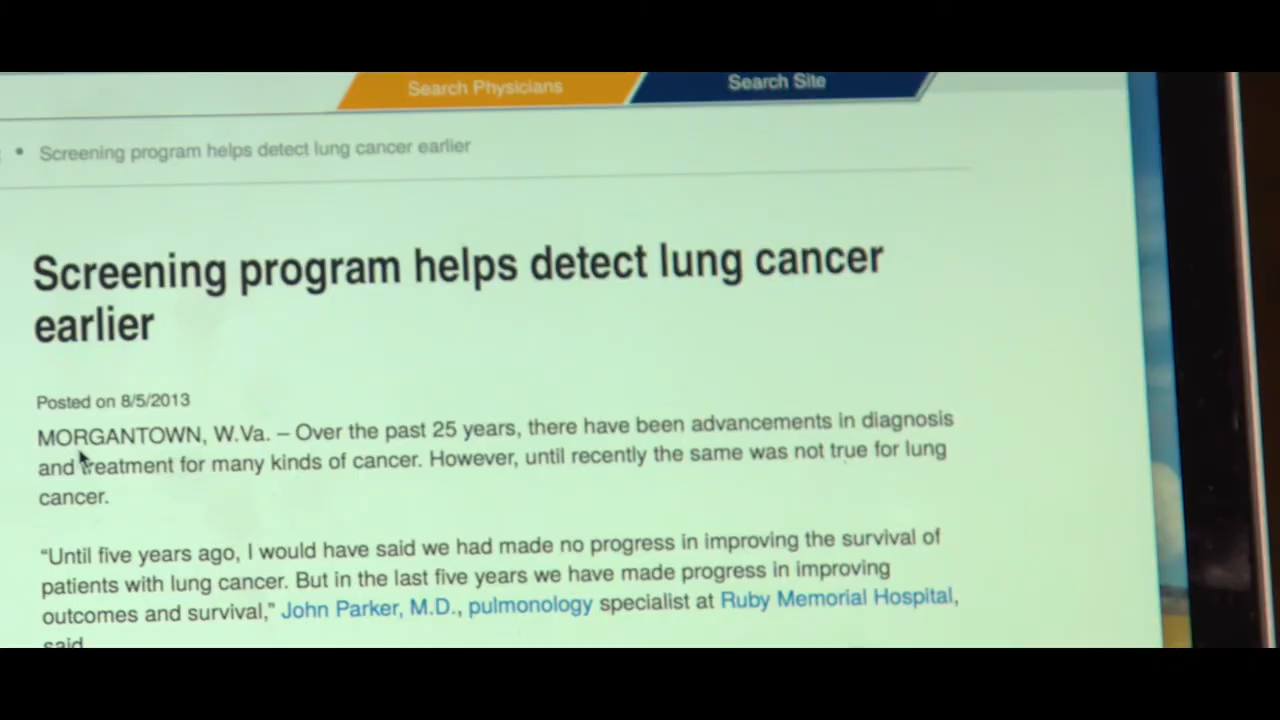 Search Physicians
Search Site
• Screening program helps detect lung cancer earlier
Screening program helps detect lung cancer
earlier
Posted on 8/5/2013
MORGANTOWN, W.Va. – Over the past 25 years, there have been advancements in diagnosis
and treatment for many kinds of cancer. However, until recently the same was not true for lung
cancer.
“Until five years ago, I would have said we had made no progress in improving the survival of
patients with lung cancer. But in the last five years we have made progress in improving
outcomes and survival,” John Parker, M.D., pulmonology specialist at Ruby Memorial Hospital,
said